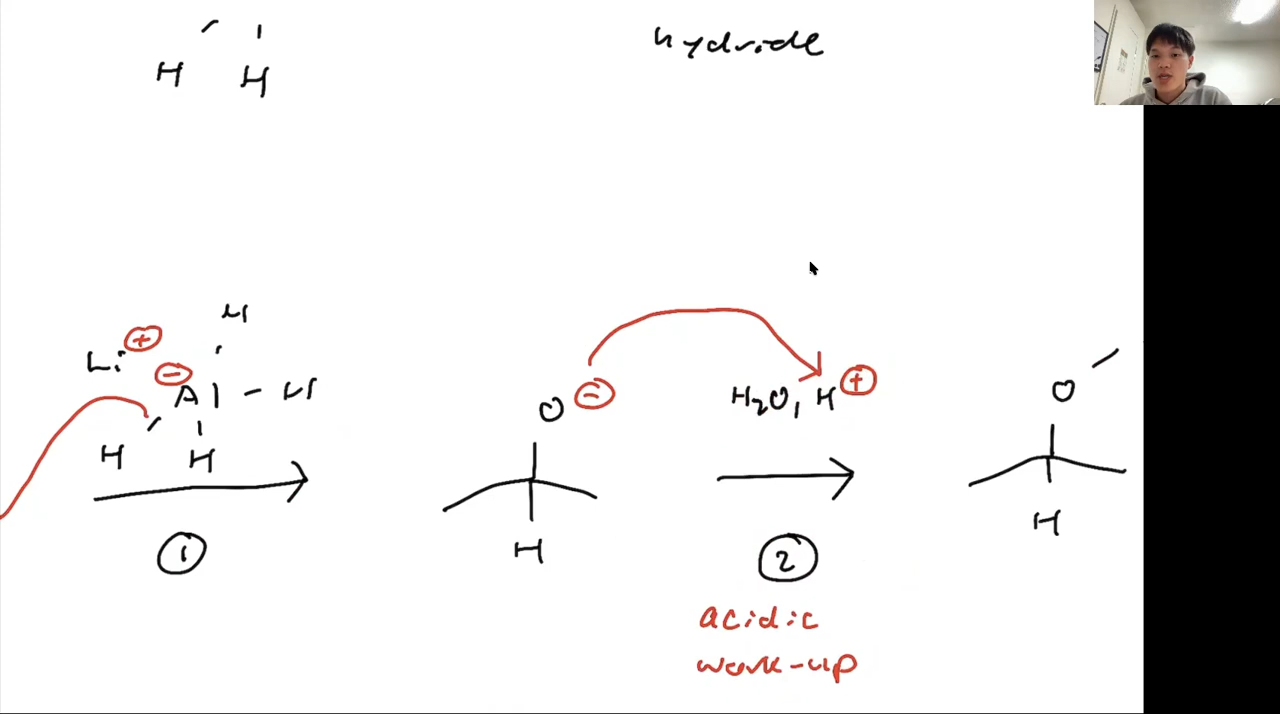 H H
hydride
H
Li ⊕
⊖
Al – H
H H
①
O ⊖
H
H₂O, H ⊕
②
acidic
work-up
O
H